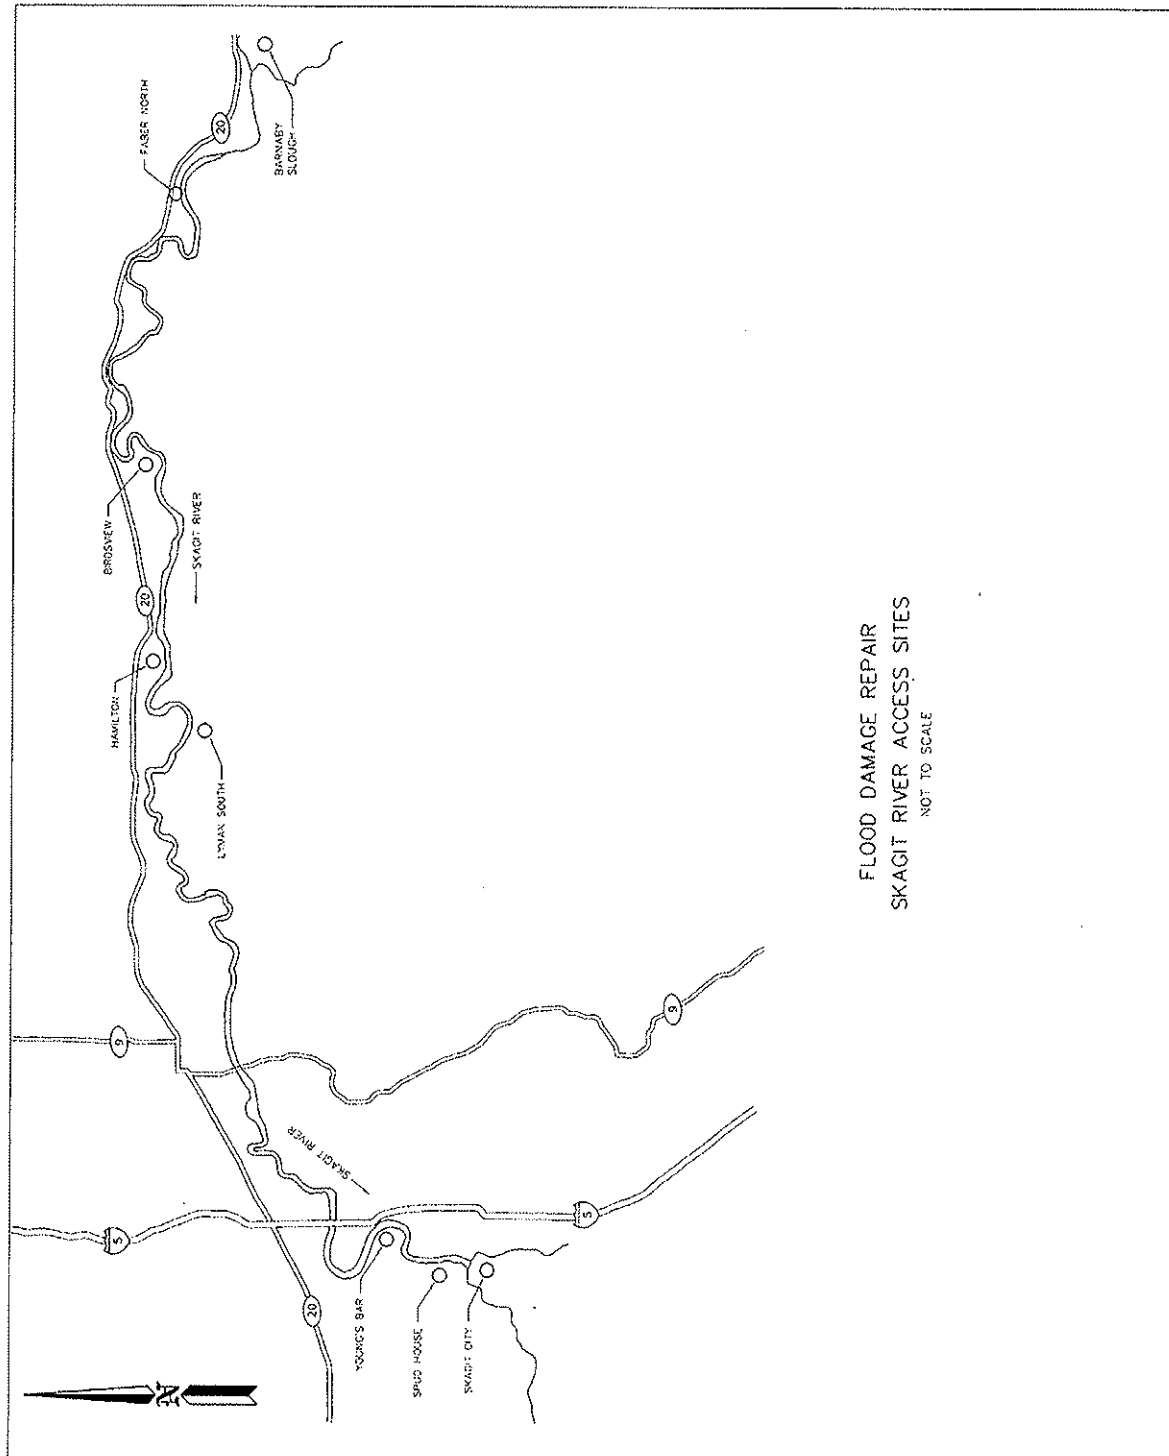 FABER NORTH
20
BARNABY
SLOUGH
BIRDSVIEW
SKAGIT RIVER
20
HAMILTON
LYMAN SOUTH
9
9
SKAGIT RIVER
5
5
20
YOUNG'S BAR
SPUD HOUSE
SKAGIT CITY
N
FLOOD DAMAGE REPAIR
SKAGIT RIVER ACCESS SITES
NOT TO SCALE